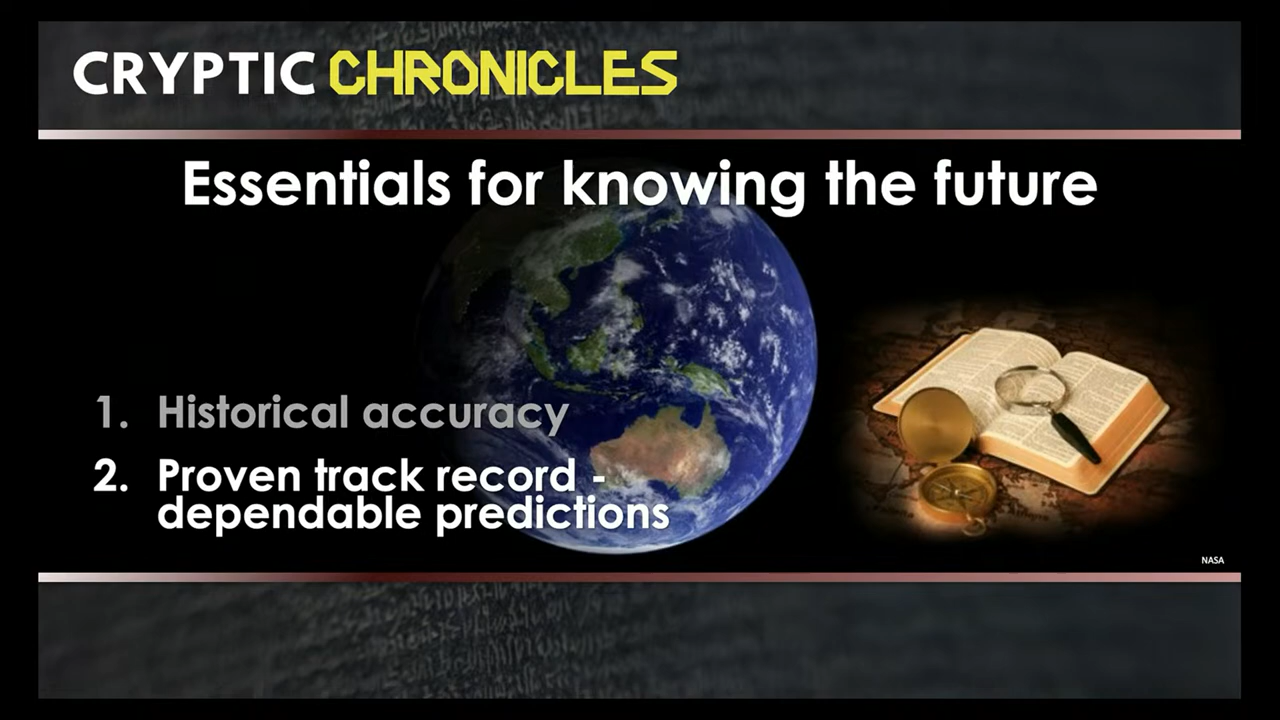 CRYPTIC CHRONICLES
Essentials for knowing the future
1. Historical accuracy
2. Proven track record -
dependable predictions
NASA